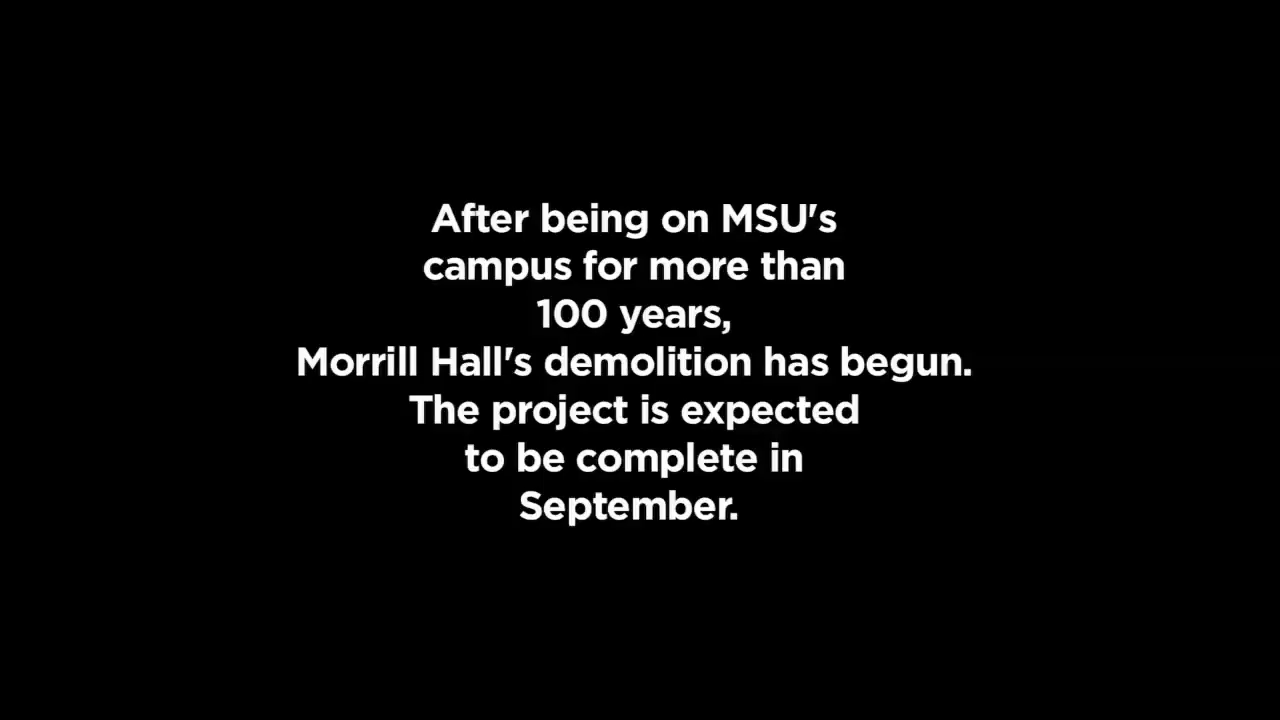 After being on MSU's
campus for more than
100 years,
Morrill Hall's demolition has begun.
The project is expected
to be complete in
September.